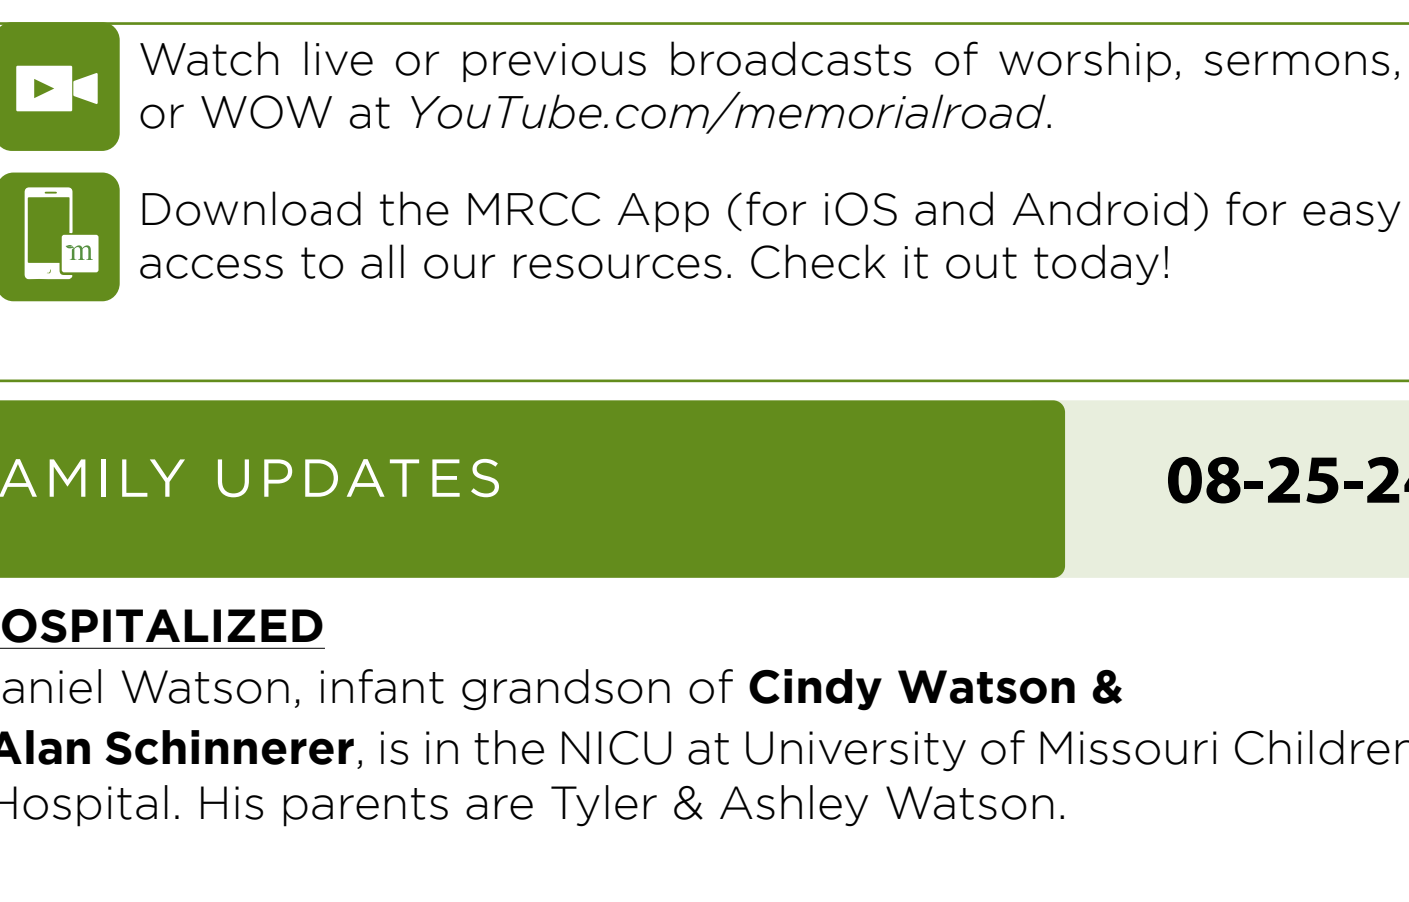 Watch live or previous broadcasts of worship, sermons,
or WOW at YouTube.com/memorialroad.
m
Download the MRCC App (for iOS and Android) for easy
access to all our resources. Check it out today!
AMILY UPDATES
08-25-24
OSPITALIZED
aniel Watson, infant grandson of Cindy Watson &
Alan Schinnerer, is in the NICU at University of Missouri Children
Hospital. His parents are Tyler & Ashley Watson.